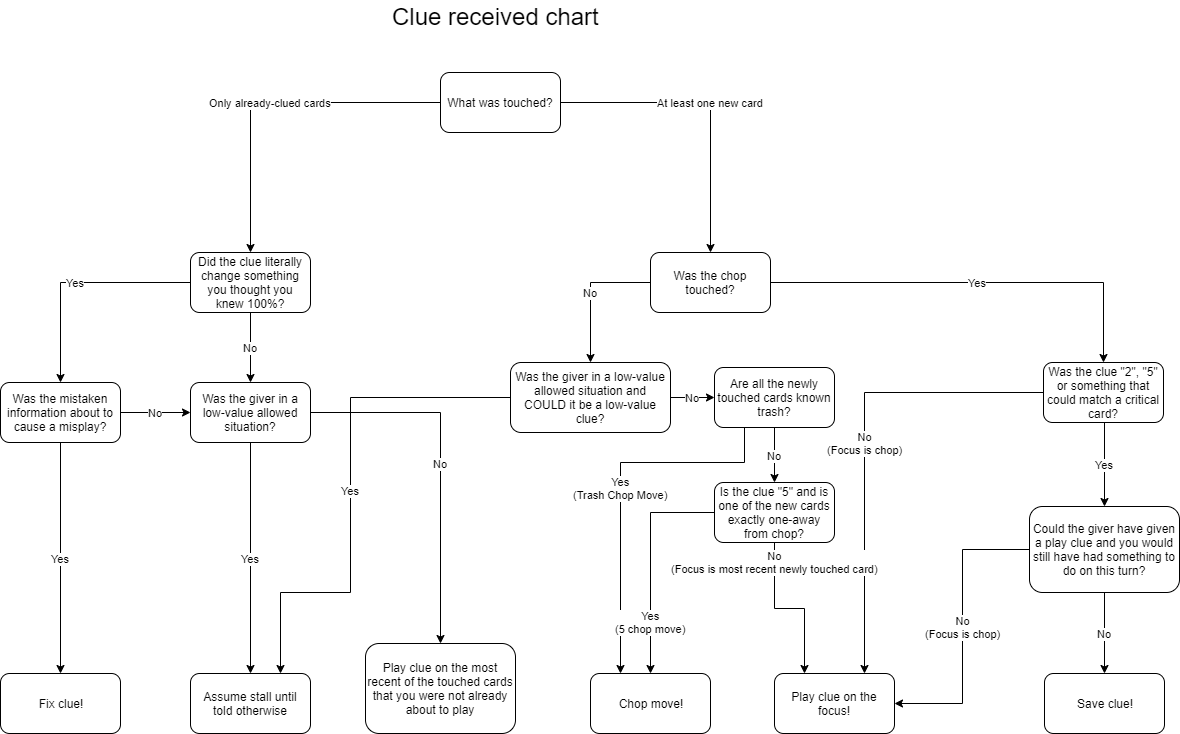 Clue received chart
What was touched?
Only already-clued cards
At least one new card
Did the clue literally
change something
you thought you
knew 100%?
Was the chop
touched?
Yes
No
Yes
No
Was the mistaken
information about to
cause a misplay?
No
Was the giver in a
low-value allowed
situation?
Was the giver in a low-value
allowed situation and
COULD it be a low-value
clue?
No
Are all the newly
touched cards known
trash?
Was the clue "2", "5"
or something that
could match a critical
card?
No
(Focus is chop)
No
No
Yes
Yes
(Trash Chop Move)
Yes
Is the clue "5" and is
one of the new cards
exactly one-away
from chop?
Could the giver have given
a play clue and you would
still have had something to
do on this turn?
Yes
Yes
No
(Focus is most recent newly touched card)
Yes
(5 chop move)
No
(Focus is chop)
No
Fix clue!
Assume stall until
told otherwise
Play clue on the most
recent of the touched cards
that you were not already
about to play
Chop move!
Play clue on the
focus!
Save clue!